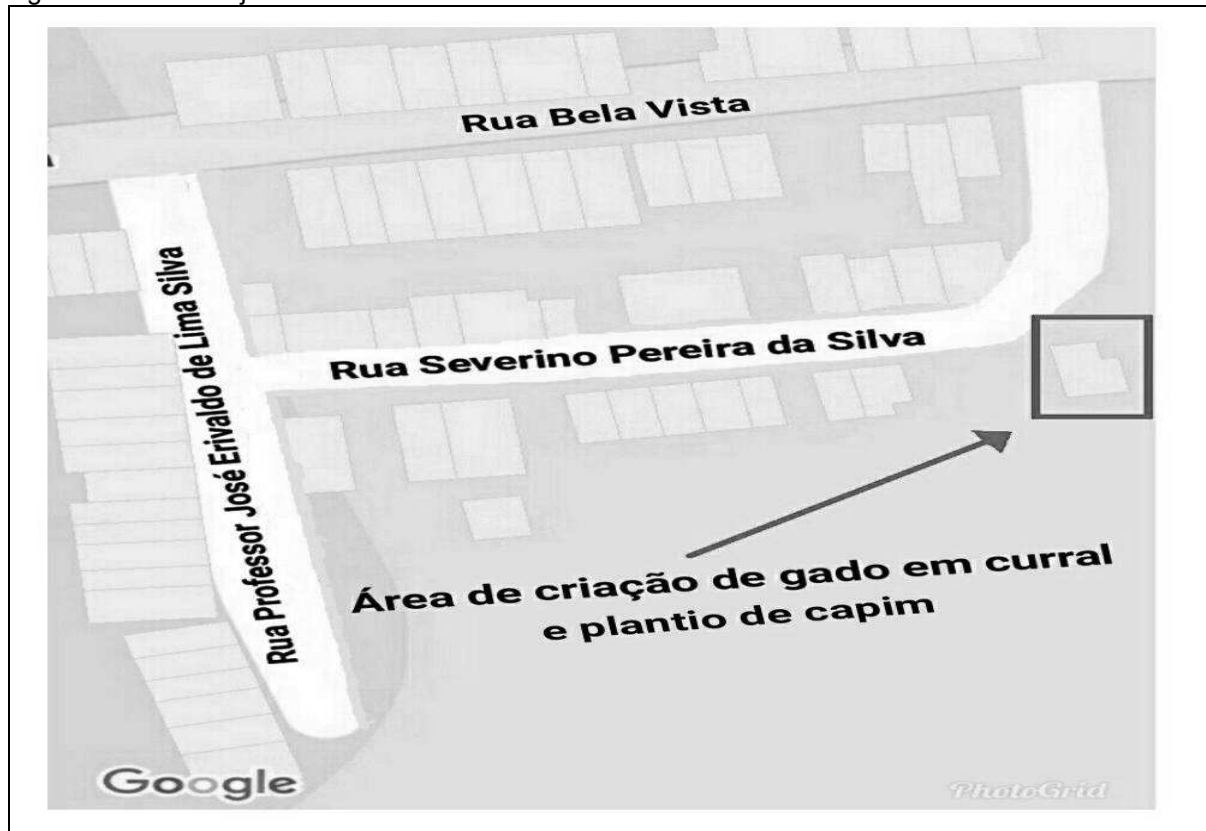 Rua Bela Vista
Rua Professor José Erivaldo de Lima Silva
Rua Severino Pereira da Silva
Área de criação de gado em curral
e plantio de capim
Google
PhotoGrid